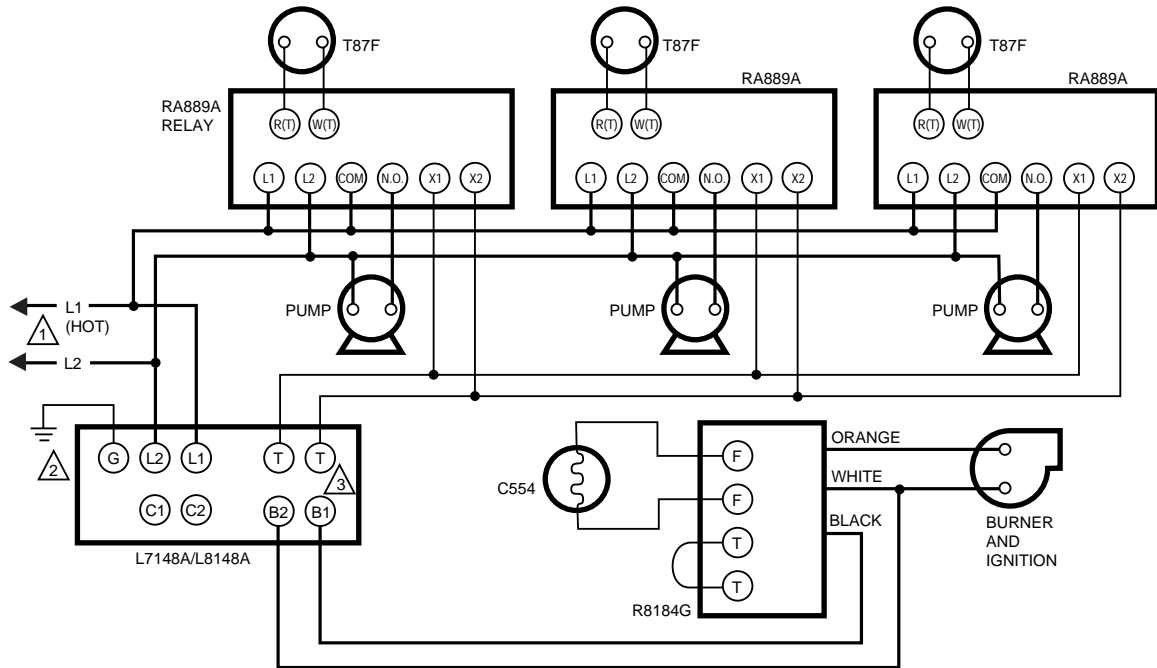 T87F
T87F
T87F
RA889A
RELAY
RA889A
RA889A
R(T) W(T)
R(T) W(T)
R(T) W(T)
L1 L2 COM N.O. X1 X2
L1 L2 COM N.O. X1 X2
L1 L2 COM N.O. X1 X2
PUMP
PUMP
PUMP
L1
(HOT)
1
L2
2
G L2 L1 T T
3
C1 C2 B2 B1
L7148A/L8148A
C554
F
F
T
T
R8184G
ORANGE
WHITE
BLACK
BURNER
AND
IGNITION